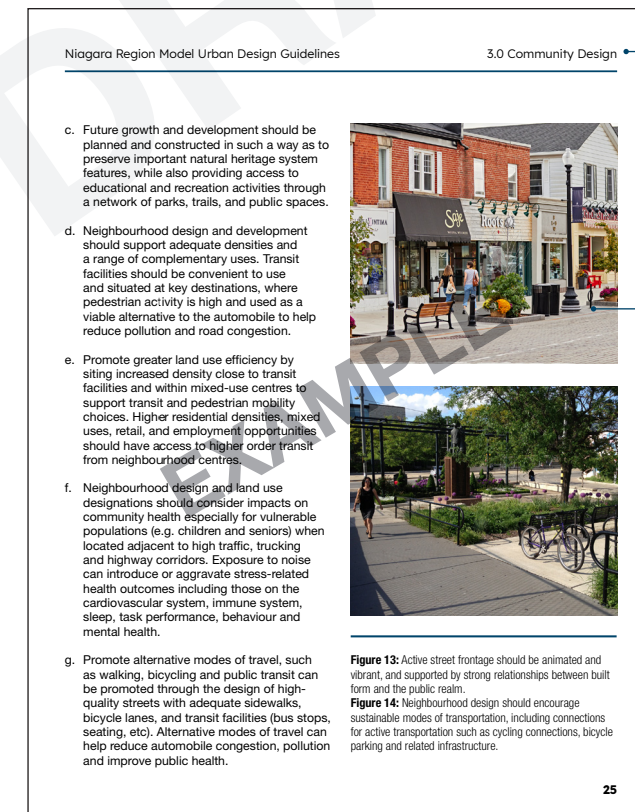 Niagara Region Model Urban Design Guidelines
3.0 Community Design
c. Future growth and development should be
planned and constructed in such a way as to
preserve important natural heritage system
features, while also providing access to
educational and recreation activities through
a network of parks, trails, and public spaces.
d. Neighbourhood design and development
should support adequate densities and
a range of complementary uses. Transit
facilities should be convenient to use
and situated at key destinations, where
pedestrian activity is high and used as a
viable alternative to the automobile to help
reduce pollution and road congestion.
e. Promote greater land use efficiency by
siting increased density close to transit
facilities and within mixed-use centres to
support transit and pedestrian mobility
choices. Higher residential densities, mixed
uses, retail, and employment opportunities
should have access to higher order transit
from neighbourhood centres.
f. Neighbourhood design and land use
designations should consider impacts on
community health especially for vulnerable
populations (e.g. children and seniors) when
located adjacent to high traffic, trucking
and highway corridors. Exposure to noise
can introduce or aggravate stress-related
health outcomes including those on the
cardiovascular system, immune system,
sleep, task performance, behaviour and
mental health.
g. Promote alternative modes of travel, such
as walking, bicycling and public transit can
be promoted through the design of high-
quality streets with adequate sidewalks,
bicycle lanes, and transit facilities (bus stops,
seating, etc). Alternative modes of travel can
help reduce automobile congestion, pollution
and improve public health.
Saje
ROOTS
EXAMPLE
Figure 13: Active street frontage should be animated and
vibrant, and supported by strong relationships between built
form and the public realm.
Figure 14: Neighbourhood design should encourage
sustainable modes of transportation, including connections
for active transportation such as cycling connections, bicycle
parking and related infrastructure.
25